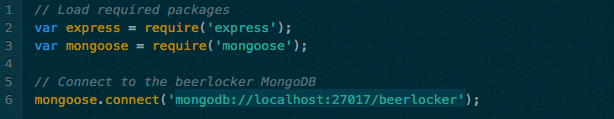 1 // Load required packages
2 var express = require('express');
3 var mongoose = require('mongoose');
4
5 // Connect to the beerlocker MongoDB
6 mongoose.connect('mongodb://localhost:27017/beerlocker');